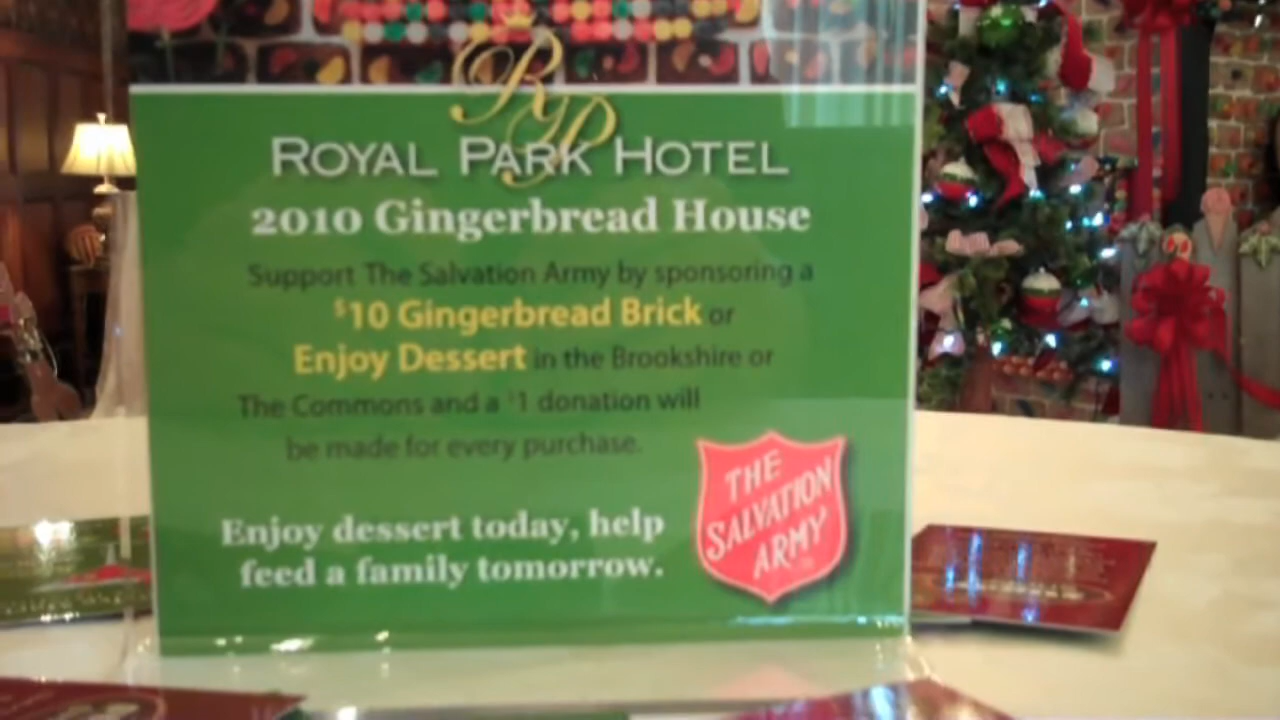 RP
ROYAL PARK HOTEL
2010 Gingerbread House
Support The Salvation Army by sponsoring a
$10 Gingerbread Brick or
Enjoy Dessert in the Brookshire or
The Commons and a $1 donation will
be made for every purchase.
Enjoy dessert today, help
feed a family tomorrow.
THE
SALVATION
ARMY